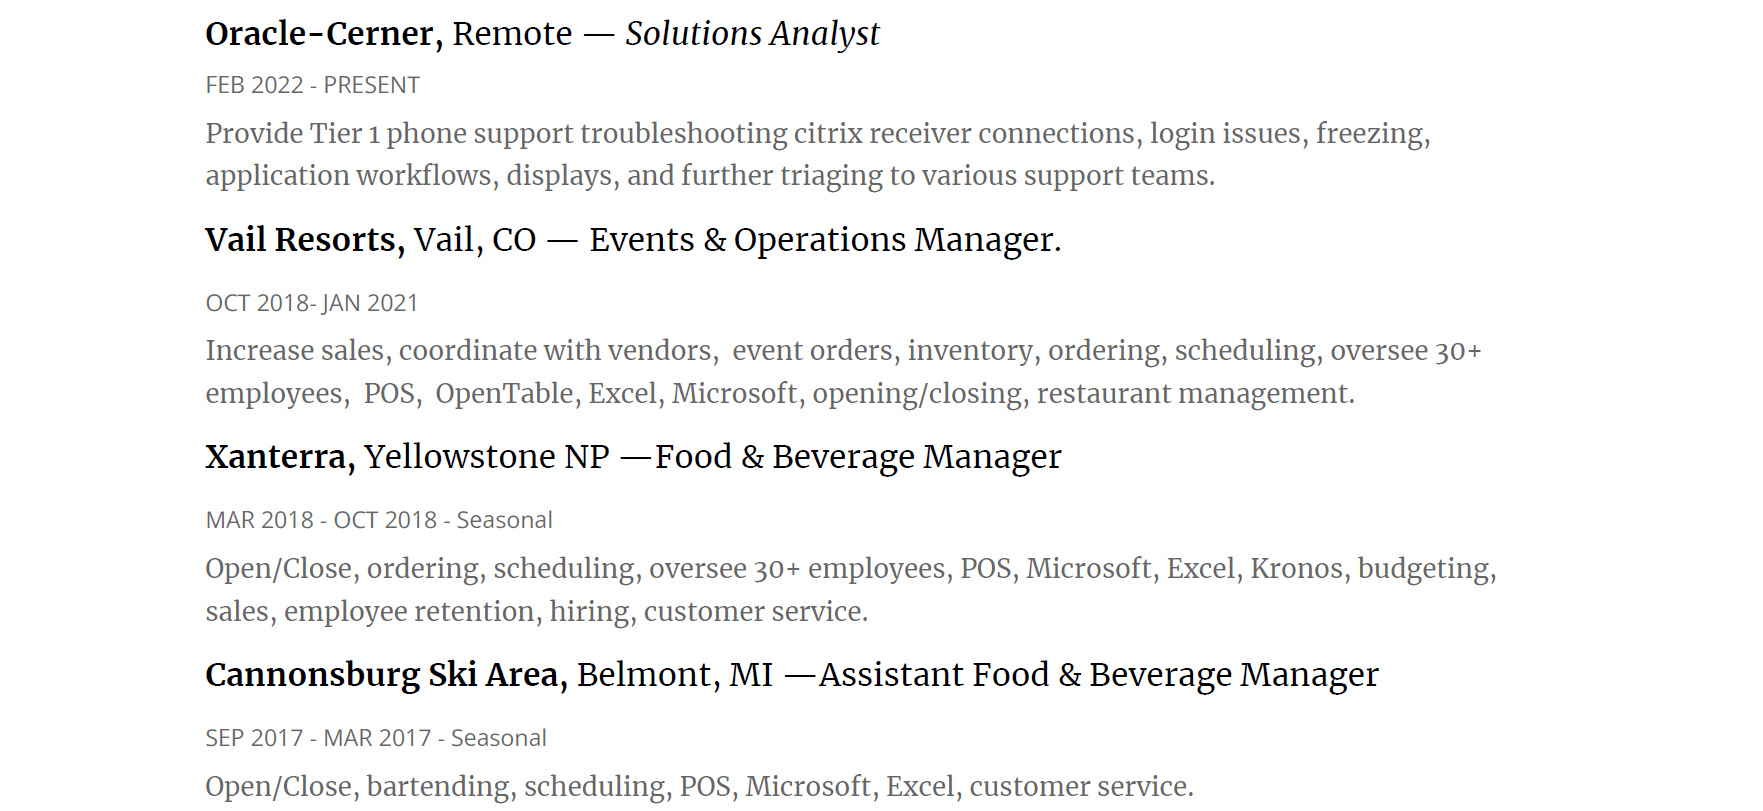 Oracle-Cerner, Remote — Solutions Analyst
FEB 2022 - PRESENT
Provide Tier 1 phone support troubleshooting citrix receiver connections, login issues, freezing,
application workflows, displays, and further triaging to various support teams.
Vail Resorts, Vail, CO — Events & Operations Manager.
OCT 2018- JAN 2021
Increase sales, coordinate with vendors,  event orders, inventory, ordering, scheduling, oversee 30+
employees,  POS,  OpenTable, Excel, Microsoft, opening/closing, restaurant management.
Xanterra, Yellowstone NP —Food & Beverage Manager
MAR 2018 - OCT 2018 - Seasonal
Open/Close, ordering, scheduling, oversee 30+ employees, POS, Microsoft, Excel, Kronos, budgeting,
sales, employee retention, hiring, customer service.
Cannonsburg Ski Area, Belmont, MI —Assistant Food & Beverage Manager
SEP 2017 - MAR 2017 - Seasonal
Open/Close, bartending, scheduling, POS, Microsoft, Excel, customer service.